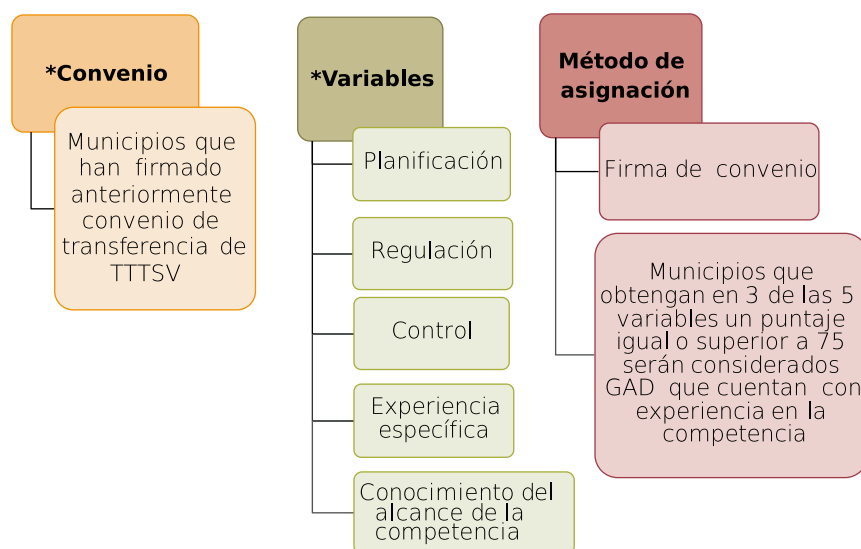 *Convenio
Municipios que
han firmado
anteriormente
convenio de
transferencia de
TTTSV
*Variables
Planificación
Regulación
Control
Experiencia
específica
Conocimiento del
alcance de la
competencia
Método de
asignación
Firma de convenio
Municipios que
obtengan en 3 de las 5
variables un puntaje
igual o superior a 75
serán considerados
GAD que cuentan con
experiencia en la
competencia